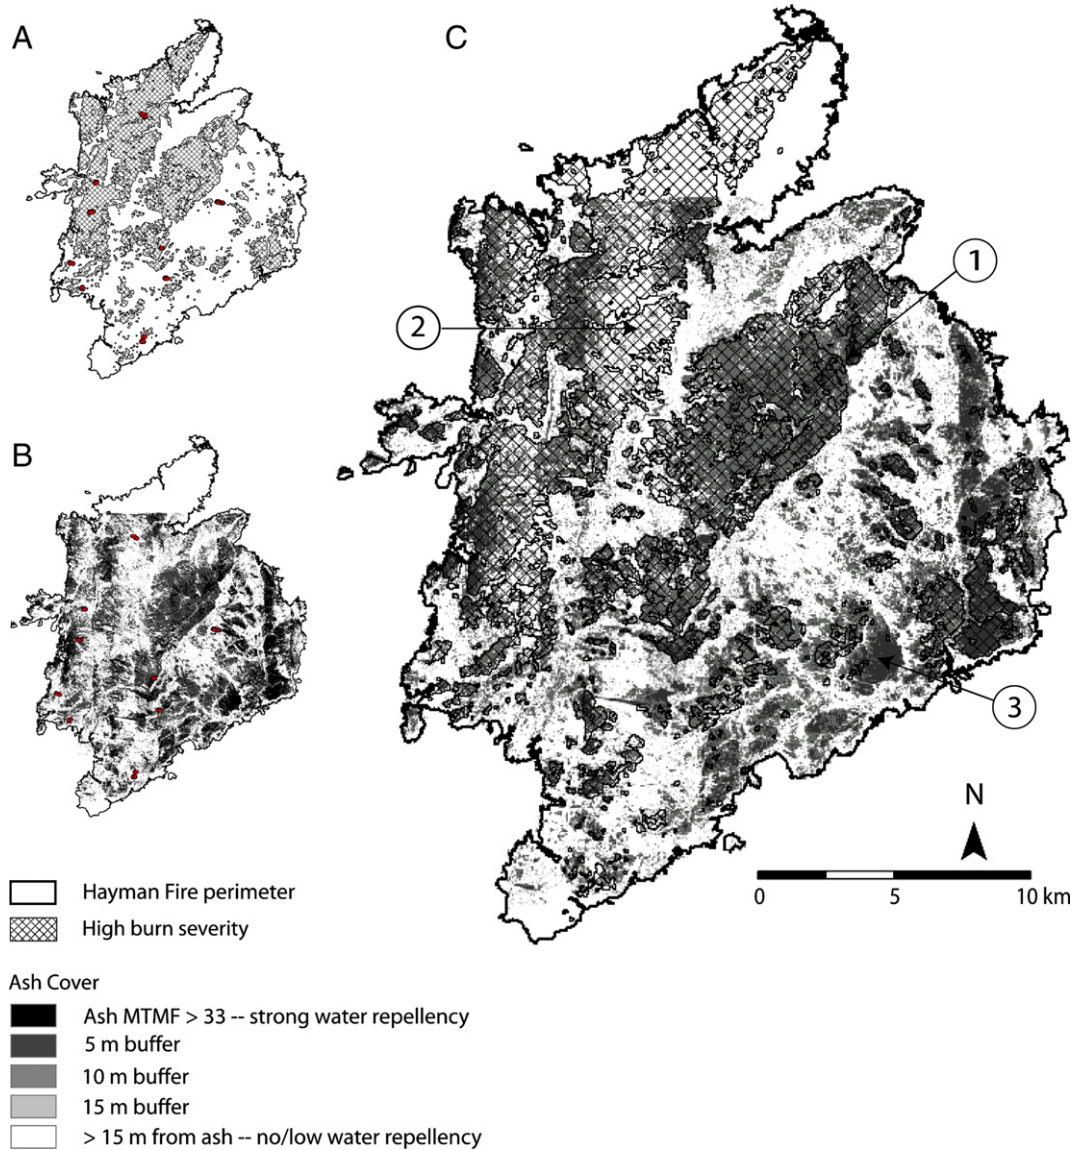 A
C
1
2
B
3
N
0 5 10 km
Hayman Fire perimeter
High burn severity
Ash Cover
Ash MTMF > 33 -- strong water repellency
5 m buffer
10 m buffer
15 m buffer
> 15 m from ash -- no/low water repellency